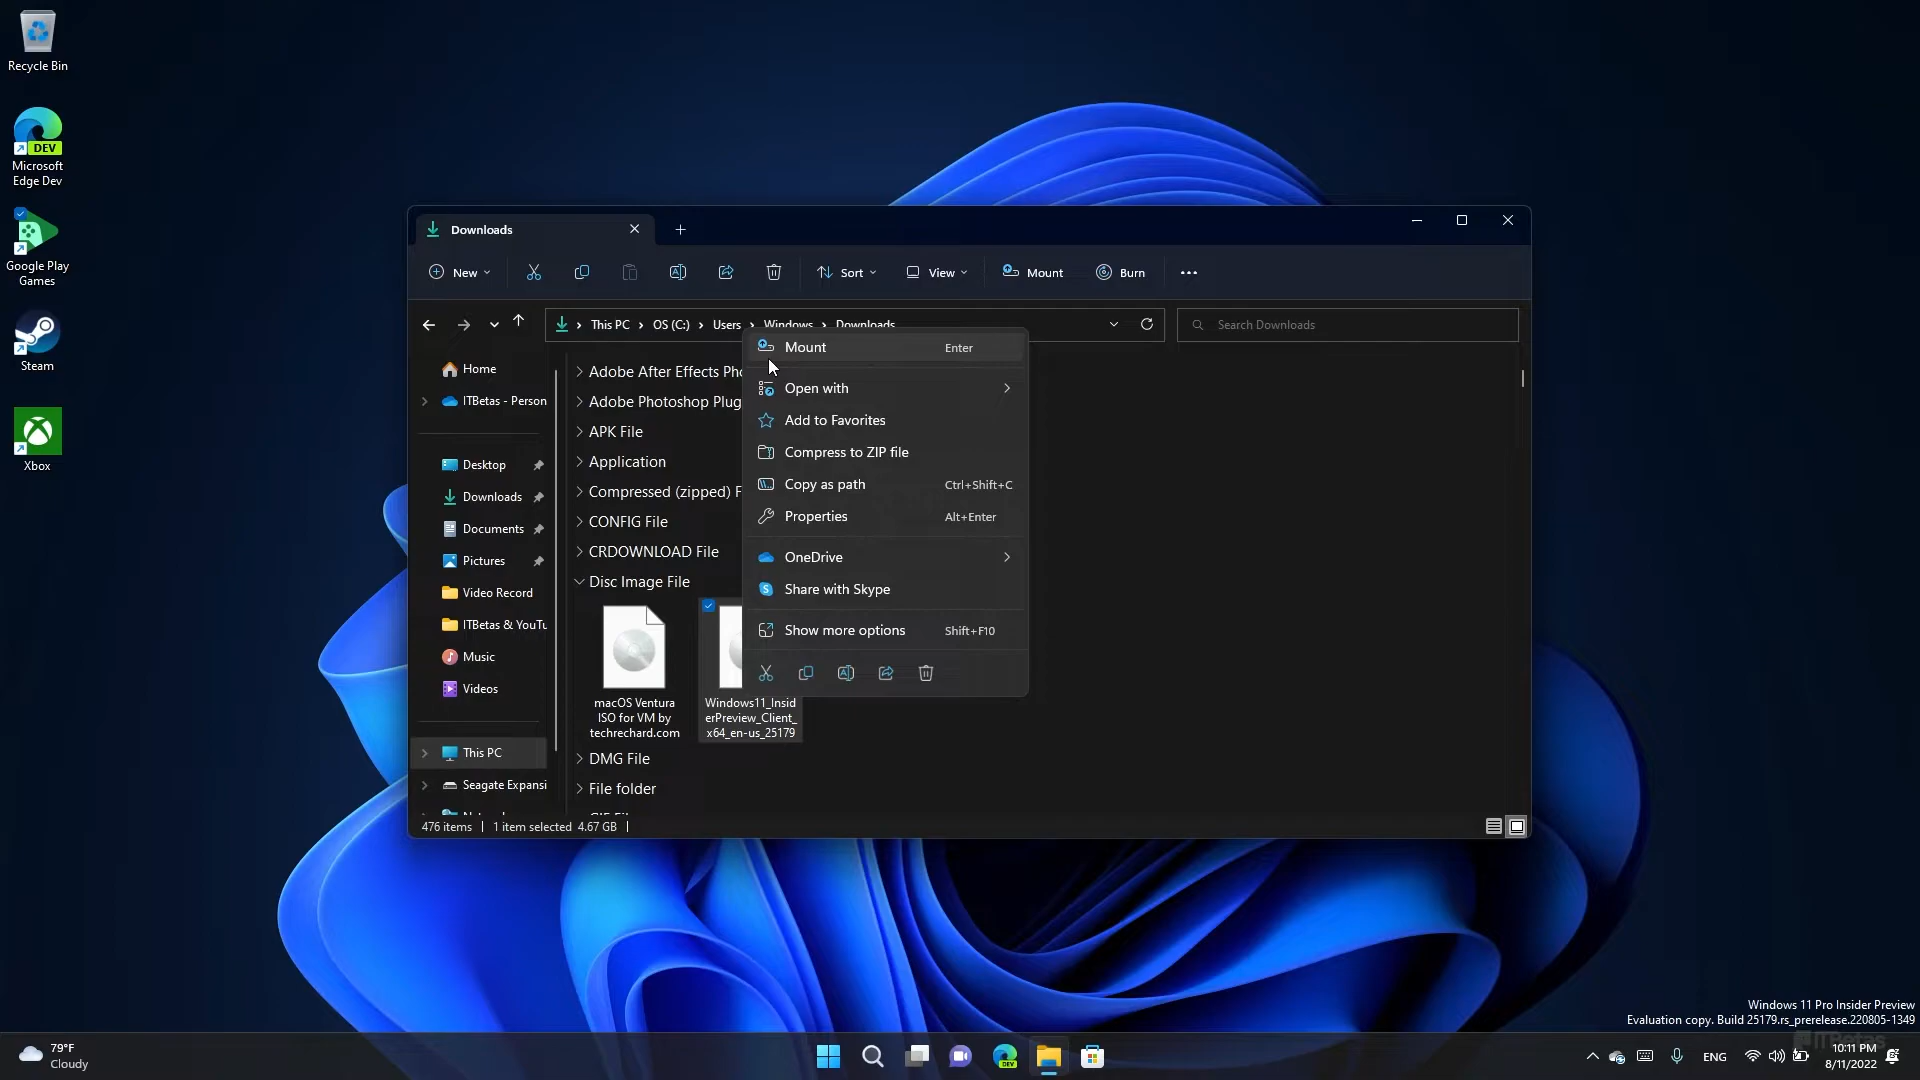 Recycle Bin
DEV
Microsoft
Edge Dev
Google Play
Games
Steam
Xbox
Downloads
New
Sort
View
Mount
Burn
This PC
OS (C:)
Users
Windows
Downloads
Search Downloads
Home
ITBetas - Person
Desktop
Downloads
Documents
Pictures
Video Record
ITBetas & YouTu
Music
Videos
This PC
Seagate Expansi
Adobe After Effects Pho
Adobe Photoshop Plug
APK File
Application
Compressed (zipped) F
CONFIG File
CRDOWNLOAD File
Disc Image File
macOS Ventura
ISO for VM by
techrechard.com
Windows11_Insid
erPreview_Client_
x64_en-us_25179
DMG File
File folder
Mount Enter
Open with
Add to Favorites
Compress to ZIP file
Copy as path Ctrl+Shift+C
Properties Alt+Enter
OneDrive
Share with Skype
Show more options Shift+F10
476 items
1 item selected 4.67 GB
Windows 11 Pro Insider Preview
Evaluation copy. Build 25179.rs_prerelease.220805-1349
ITBetas
79°F
Cloudy
DEV
ENG
10:11 PM
8/11/2022